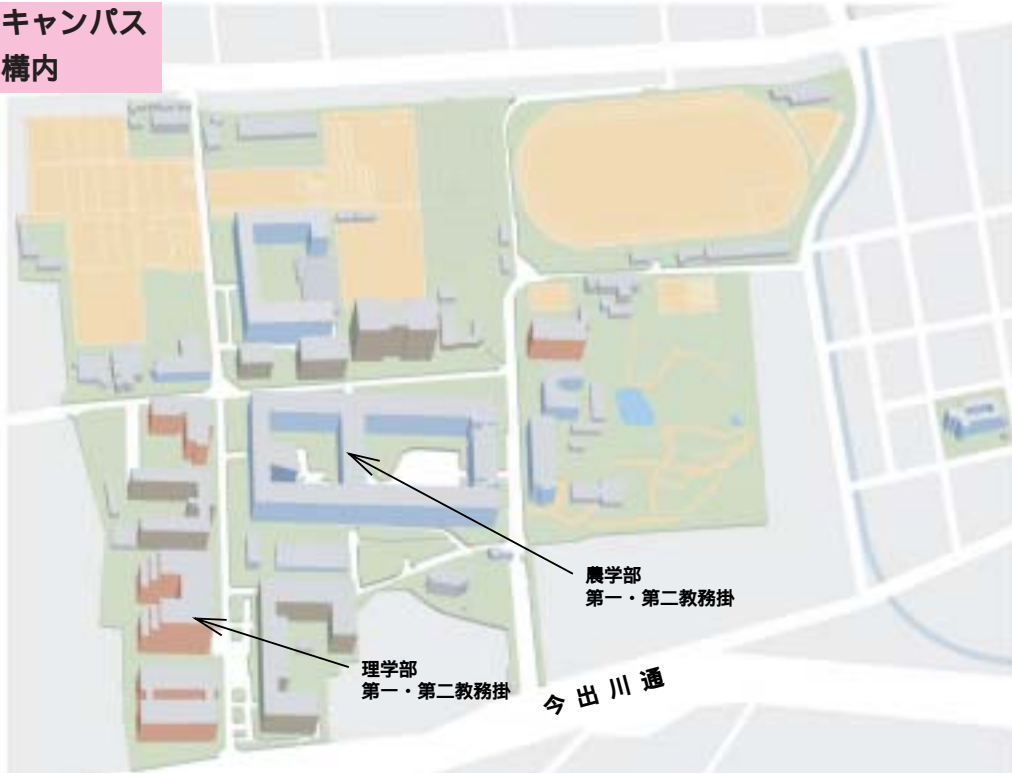 キャンパス
構内
農学部
第一・第二教務掛
理学部
第一・第二教務掛
今出川通